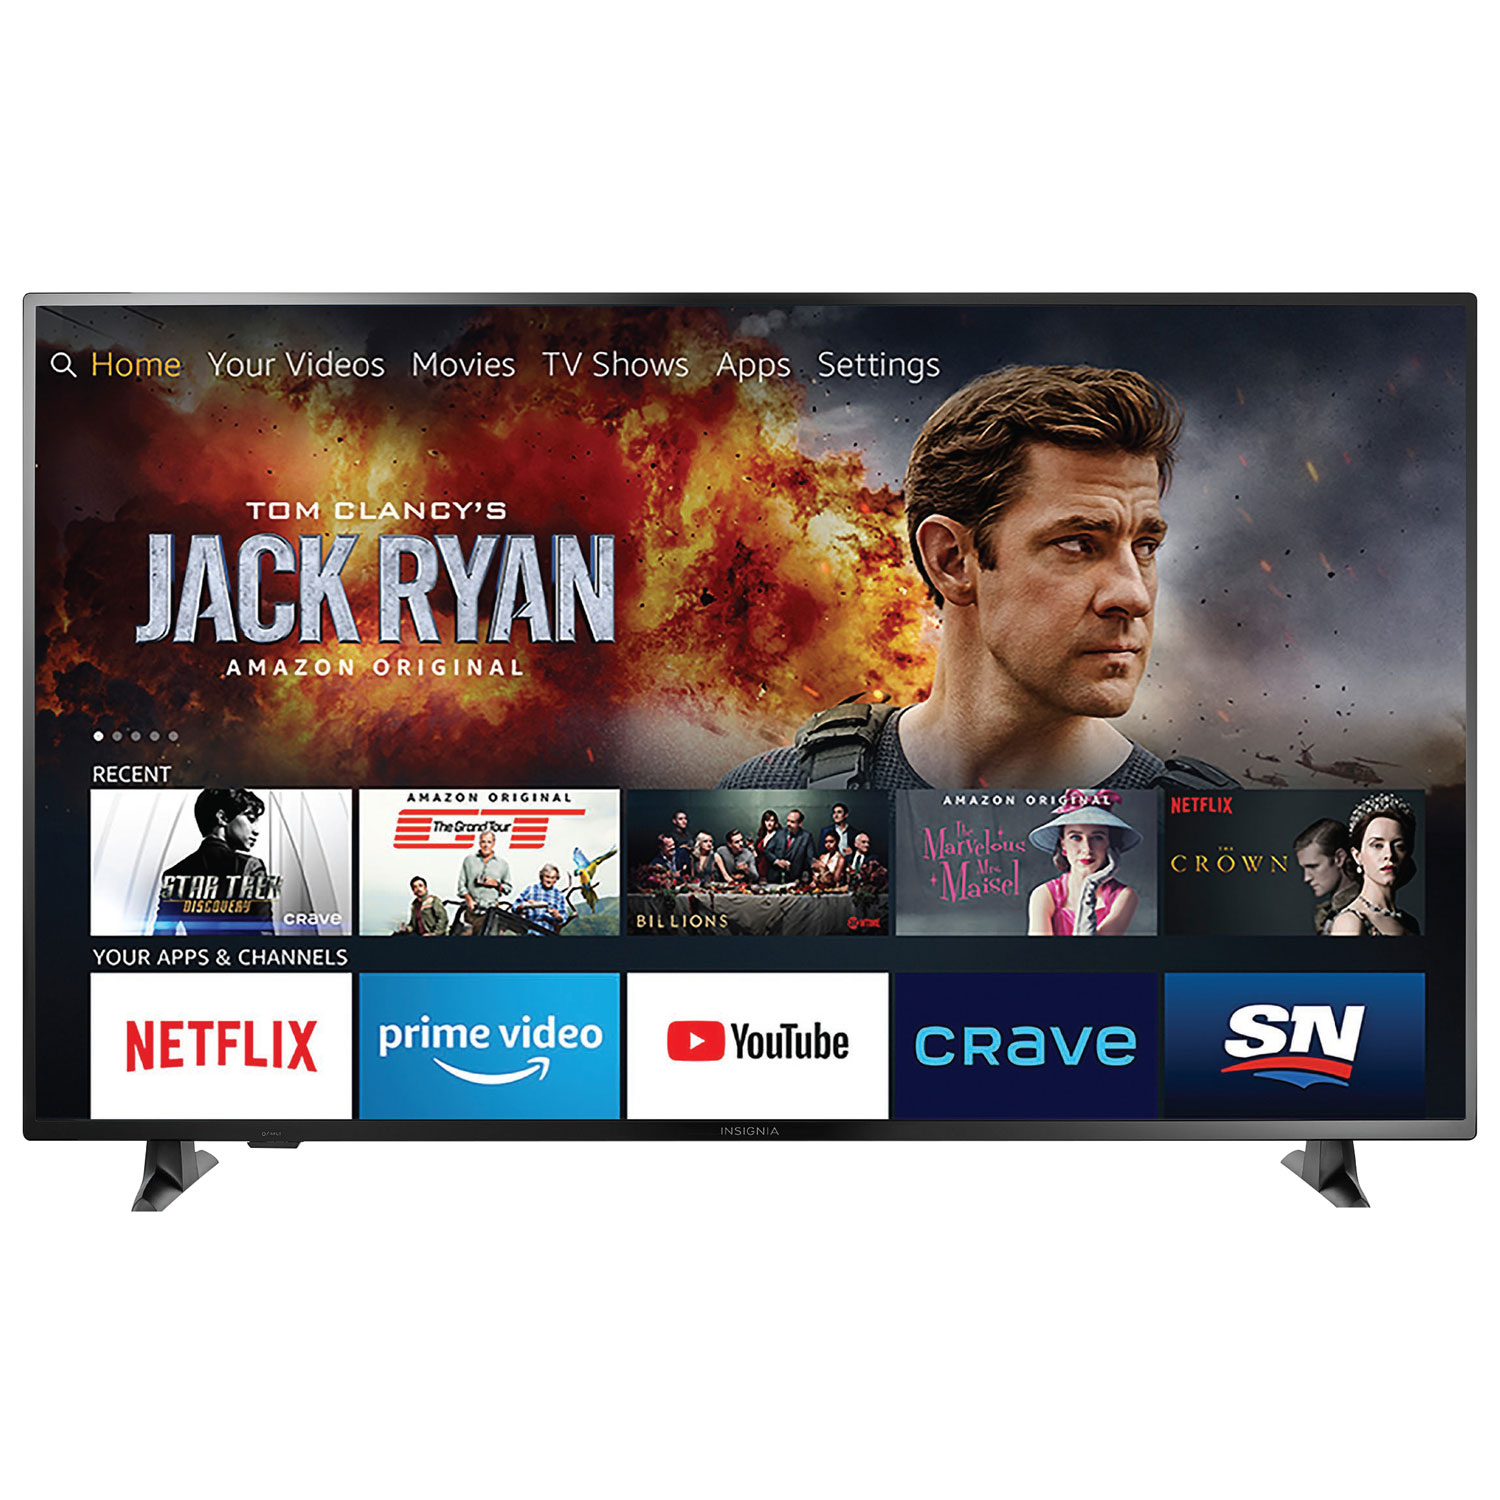 Home Your Videos Movies TV Shows Apps Settings
TOM CLANCY'S
JACK RYAN
AMAZON ORIGINAL
RECENT
STAR TREK
DISCOVERY
CRAVE
AMAZON ORIGINAL
The Grand Tour
GT
BILLIONS
SHOWTIME
AMAZON ORIGINAL
The
Marvelous
Mrs.
Maisel
NETFLIX
THE
CROWN
YOUR APPS & CHANNELS
NETFLIX
prime video
YouTube
CRAVE
SN
INSIGNIA